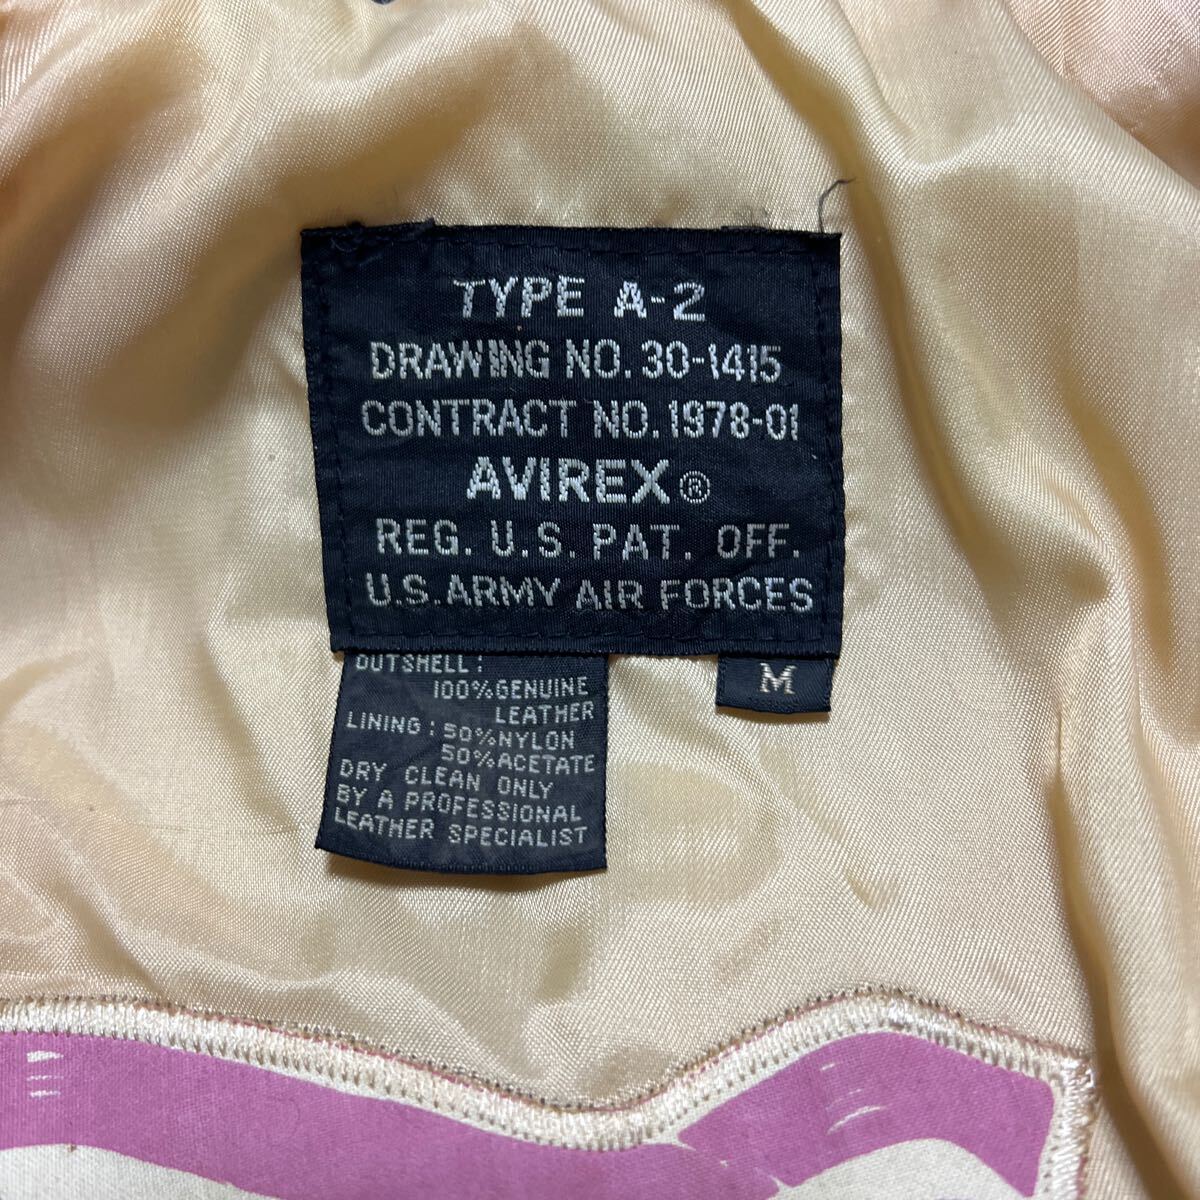 TYPE A-2
DRAWING NO. 30-1415
CONTRACT NO. 1978-01
AVIREX®
REG. U.S. PAT. OFF.
U.S. ARMY AIR FORCES
M
OUTSHELL:
100% GENUINE
LEATHER
LINING: 50% NYLON
50% ACETATE
DRY CLEAN ONLY
BY A PROFESSIONAL
LEATHER SPECIALIST